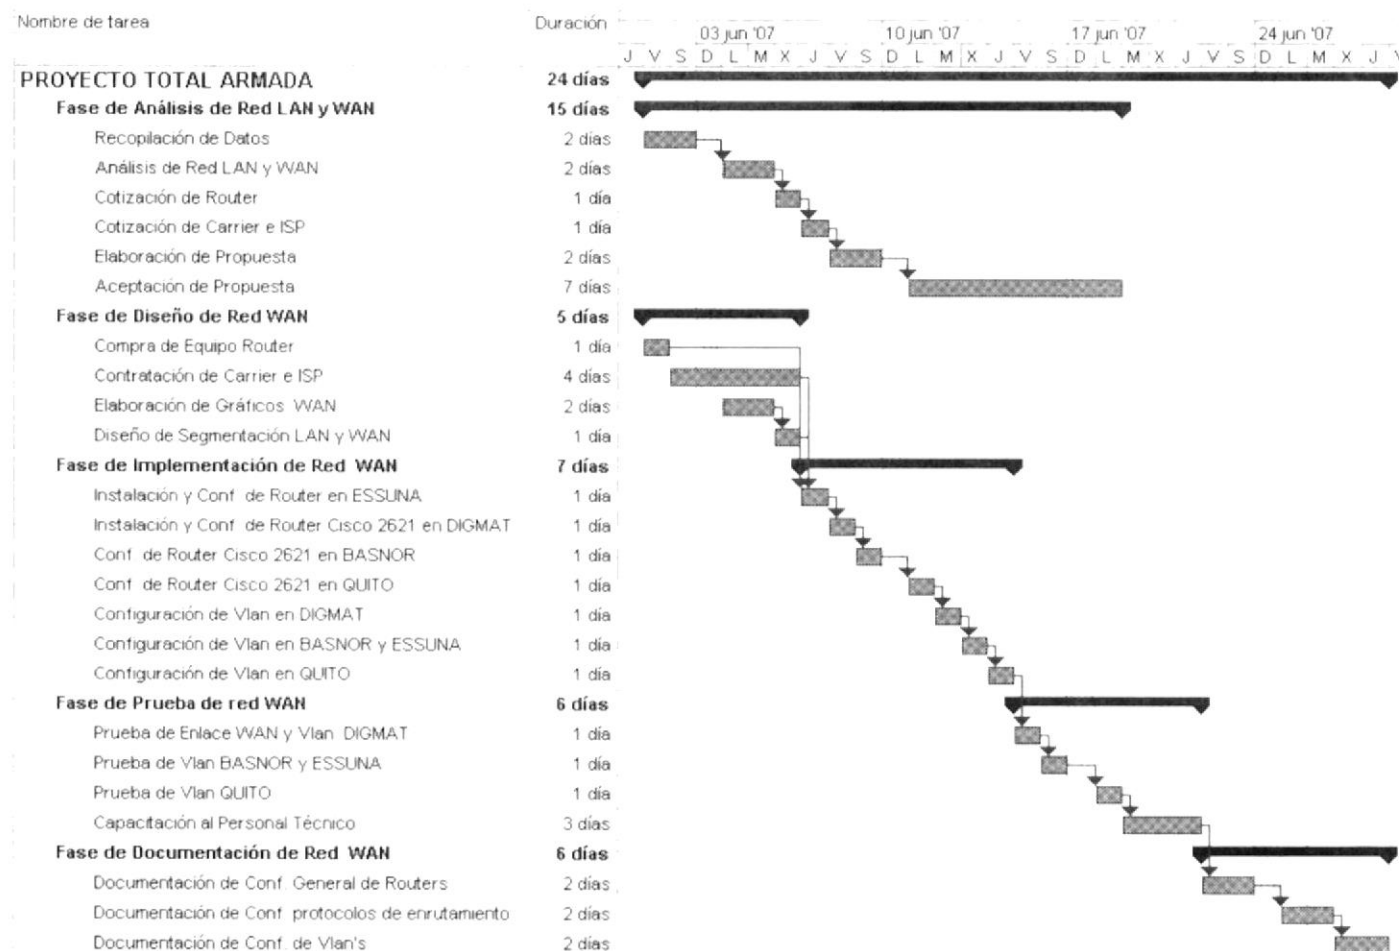 Nombre de tarea Duración 03 jun '07 10 jun '07 17 jun '07 24 jun '07
J V S D L M X J V S D L M X J V S D L M X J V S D L M X J V
PROYECTO TOTAL ARMADA 24 días
Fase de Análisis de Red LAN y WAN 15 días
Recopilación de Datos 2 días
Análisis de Red LAN y WAN 2 días
Cotización de Router 1 día
Cotización de Carrier e ISP 1 día
Elaboración de Propuesta 2 días
Aceptación de Propuesta 7 días
Fase de Diseño de Red WAN 5 días
Compra de Equipo Router 1 día
Contratación de Carrier e ISP 4 días
Elaboración de Gráficos WAN 2 días
Diseño de Segmentación LAN y WAN 1 día
Fase de Implementación de Red WAN 7 días
Instalación y Conf. de Router en ESSUNA 1 día
Instalación y Conf. de Router Cisco 2621 en DIGMAT 1 día
Conf. de Router Cisco 2621 en BASNOR 1 día
Conf. de Router Cisco 2621 en QUITO 1 día
Configuración de Vlan en DIGMAT 1 día
Configuración de Vlan en BASNOR y ESSUNA 1 día
Configuración de Vlan en QUITO 1 día
Fase de Prueba de red WAN 6 días
Prueba de Enlace WAN y Vlan DIGMAT 1 día
Prueba de Vlan BASNOR y ESSUNA 1 día
Prueba de Vlan QUITO 1 día
Capacitación al Personal Técnico 3 días
Fase de Documentación de Red WAN 6 días
Documentación de Conf. General de Routers 2 días
Documentación de Conf. protocolos de enrutamiento 2 días
Documentación de Conf. de Vlan's 2 días